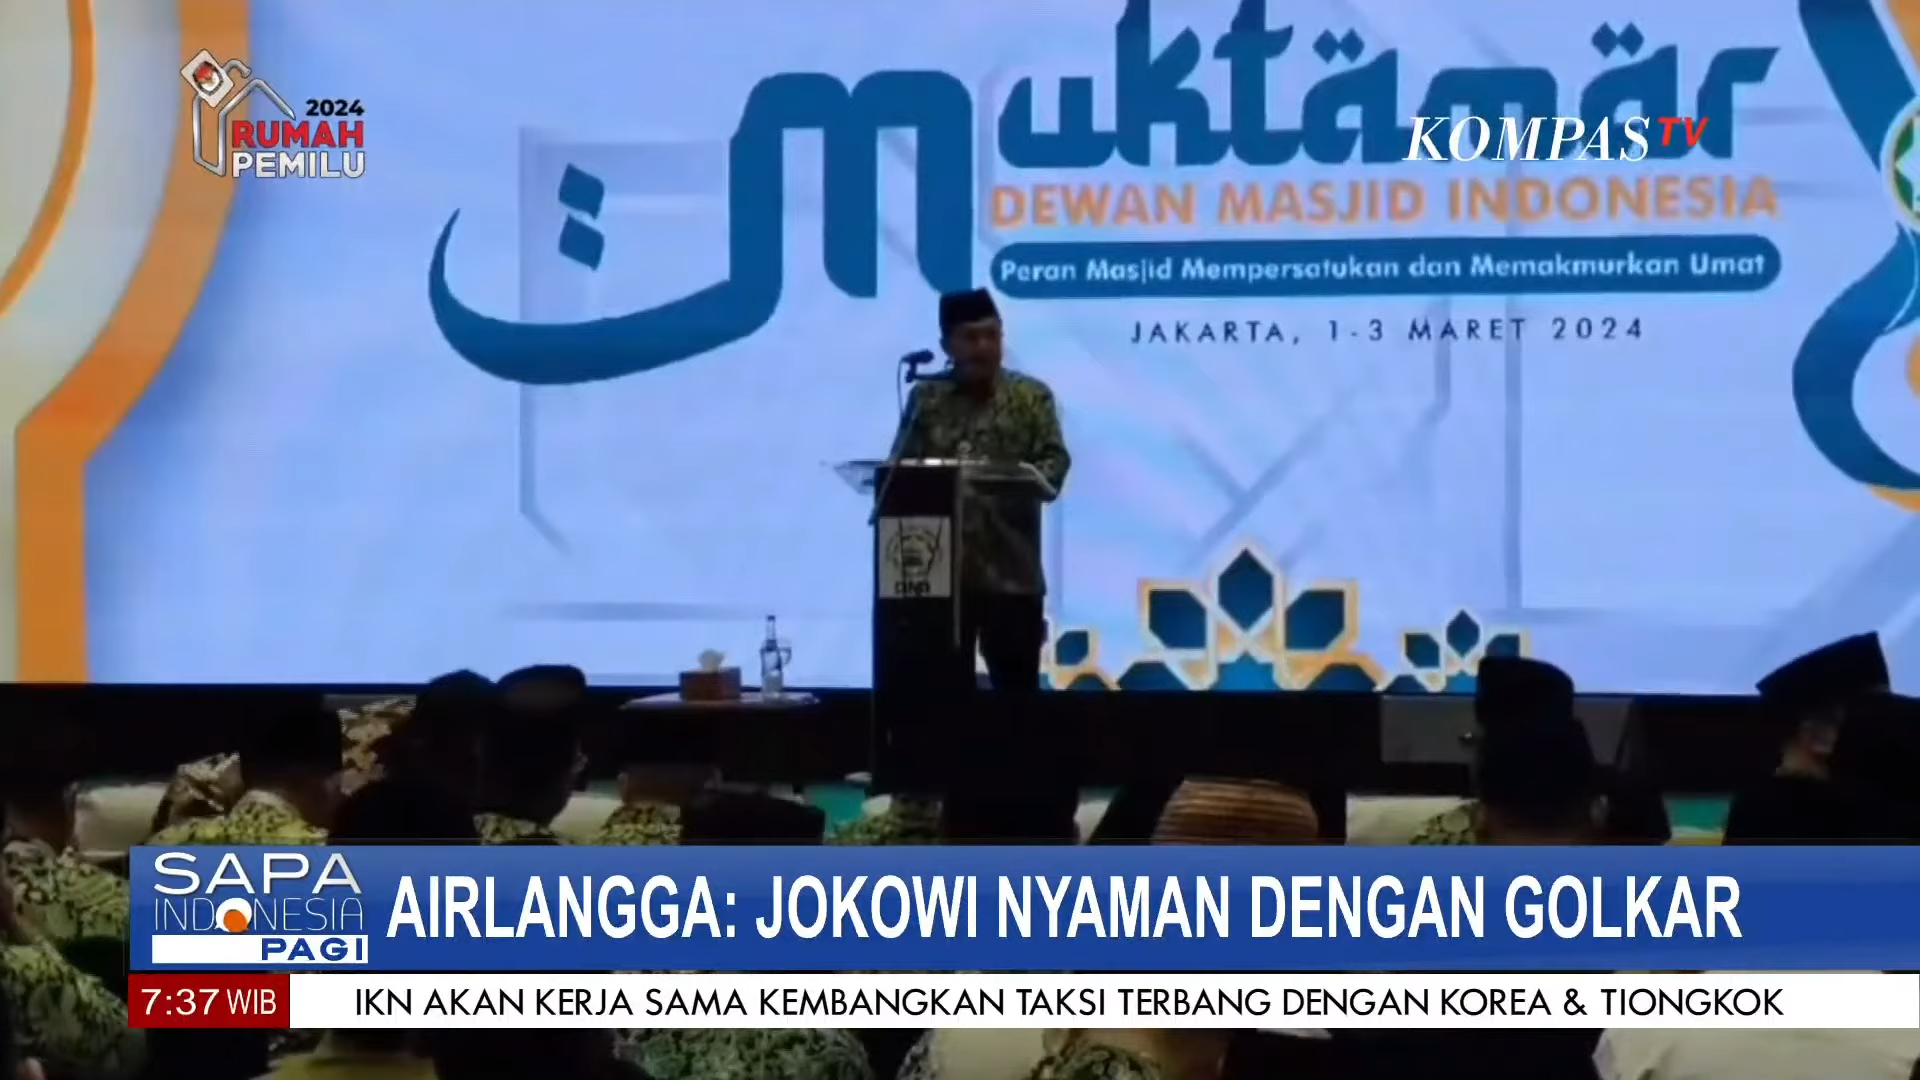 2024
RUMAH
PEMILU
Muktamar
KOMPAS TV
DEWAN MASJID INDONESIA
Peran Masjid Mempersatukan dan Memakmurkan Umat
JAKARTA, 1-3 MARET 2024
DMI
SAPA
INDONESIA
PAGI
AIRLANGGA: JOKOWI NYAMAN DENGAN GOLKAR
7:37 WIB
IKN AKAN KERJA SAMA KEMBANGKAN TAKSI TERBANG DENGAN KOREA & TIONGKOK